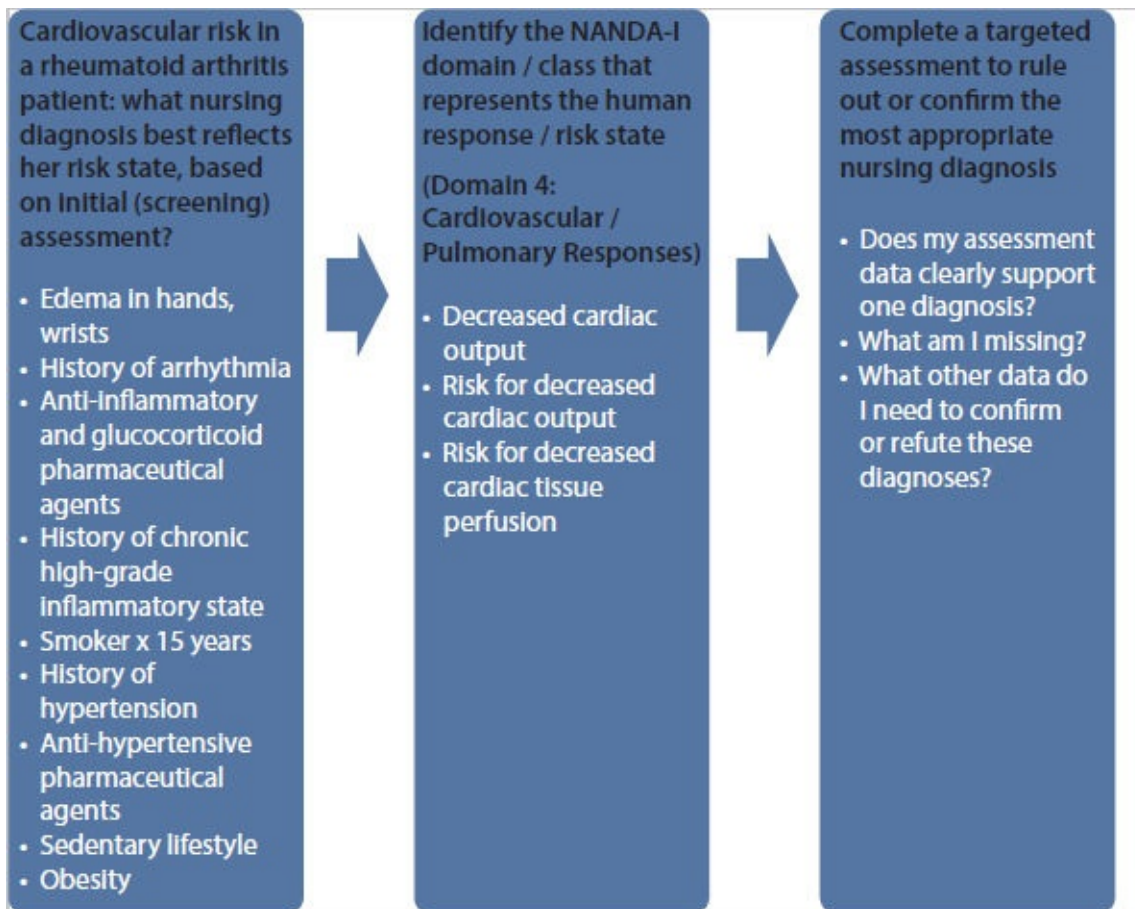 Cardiovascular risk in
a rheumatoid arthritis
patient: what nursing
diagnosis best reflects
her risk state, based
on initial (screening)
assessment?
• Edema in hands,
wrists
• History of arrhythmia
• Anti-inflammatory
and glucocorticoid
pharmaceutical
agents
• History of chronic
high-grade
inflammatory state
• Smoker x 15 years
• History of
hypertension
• Anti-hypertensive
pharmaceutical
agents
• Sedentary lifestyle
• Obesity
Identify the NANDA-I
domain / class that
represents the human
response / risk state
(Domain 4:
Cardiovascular /
Pulmonary Responses)
• Decreased cardiac
output
• Risk for decreased
cardiac output
• Risk for decreased
cardiac tissue
perfusion
Complete a targeted
assessment to rule
out or confirm the
most appropriate
nursing diagnosis
• Does my assessment
data clearly support
one diagnosis?
• What am I missing?
• What other data do
I need to confirm
or refute these
diagnoses?